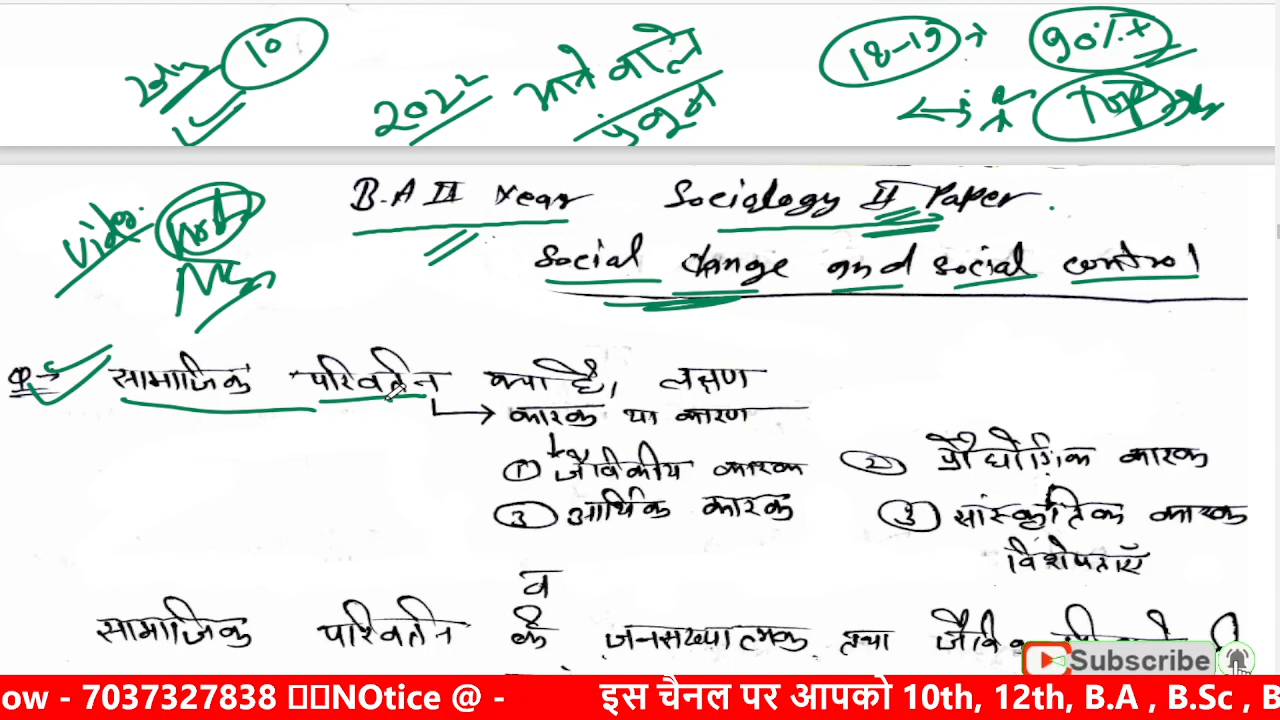 10 18-19 90%+
2022 आने वाले
Top
Video
B.A II Year Sociology II Paper.
Social change and social control
Q→ सामाजिक परिवर्तन क्या है, लक्षण
→ कारक या कारण
① जैविकीय कारक ② प्रौद्योगिक कारक
③ आर्थिक कारक सांस्कृतिक कारक
विशेषताएँ
व
सामाजिक परिवर्तन के जनसंख्यात्मक तथा
Subscribe
ow - 7037327838 NOtice @ - इस चैनल पर आपको 10th, 12th, B.A , B.Sc , B